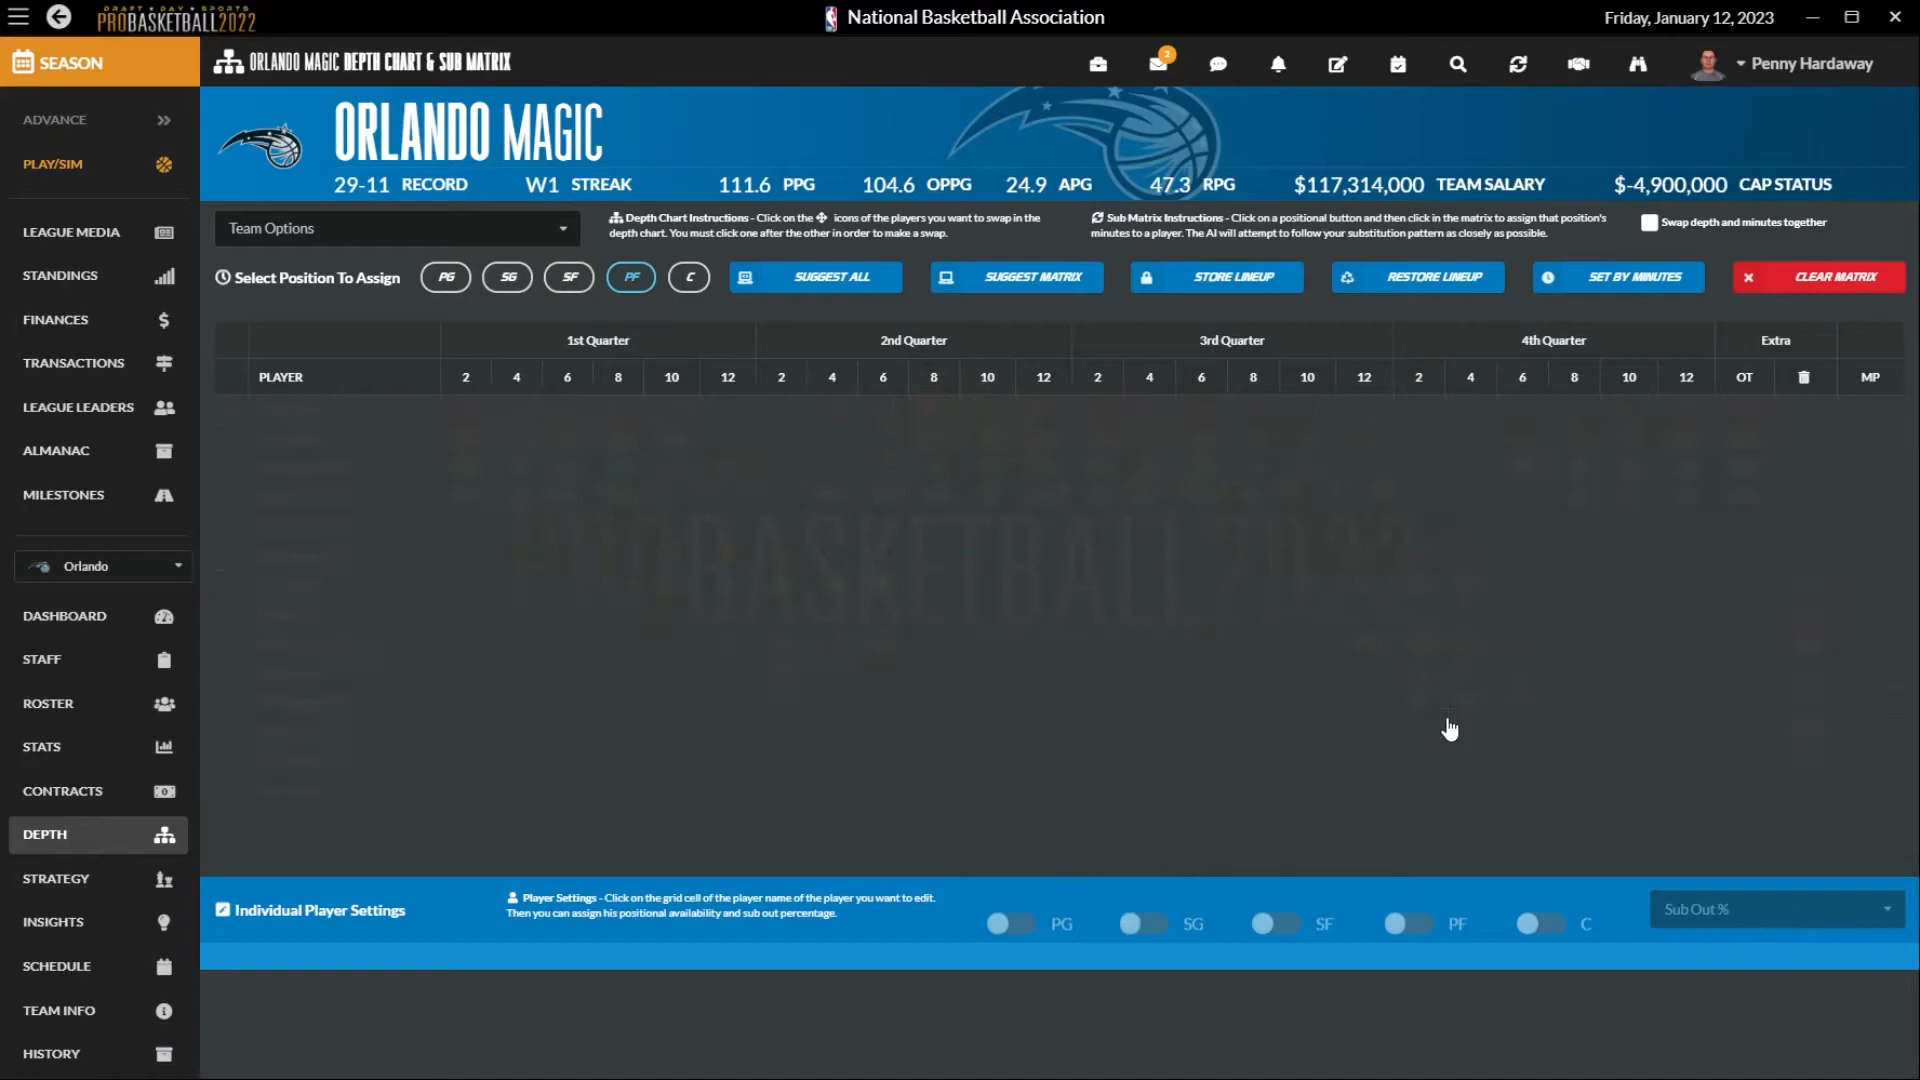 DRAFT ★ DAY ★ SPORTS
PROBASKETBALL2022
National Basketball Association
Friday, January 12, 2023
SEASON
ORLANDO MAGIC DEPTH CHART & SUB MATRIX
2
Penny Hardaway
ADVANCE
PLAY/SIM
LEAGUE MEDIA
STANDINGS
FINANCES
TRANSACTIONS
LEAGUE LEADERS
ALMANAC
MILESTONES
Orlando
DASHBOARD
STAFF
ROSTER
STATS
CONTRACTS
DEPTH
STRATEGY
INSIGHTS
SCHEDULE
TEAM INFO
HISTORY
ORLANDO MAGIC
29-11 RECORD W1 STREAK 111.6 PPG 104.6 OPPG 24.9 APG 47.3 RPG $117,314,000 TEAM SALARY $-4,900,000 CAP STATUS
Team Options
Depth Chart Instructions - Click on the icons of the players you want to swap in the
depth chart. You must click one after the other in order to make a swap.
Sub Matrix Instructions - Click on a positional button and then click in the matrix to assign that position's
minutes to a player. The AI will attempt to follow your substitution pattern as closely as possible.
Swap depth and minutes together
Select Position To Assign PG SG SF PF C SUGGEST ALL SUGGEST MATRIX STORE LINEUP RESTORE LINEUP SET BY MINUTES CLEAR MATRIX
1st Quarter 2nd Quarter 3rd Quarter 4th Quarter Extra
PLAYER 2 4 6 8 10 12 2 4 6 8 10 12 2 4 6 8 10 12 2 4 6 8 10 12 OT MP
PROBASKETBALL2022
BASKETBALL
Individual Player Settings
Player Settings - Click on the grid cell of the player name of the player you want to edit.
Then you can assign his positional availability and sub out percentage.
PG SG SF PF C
Sub Out %